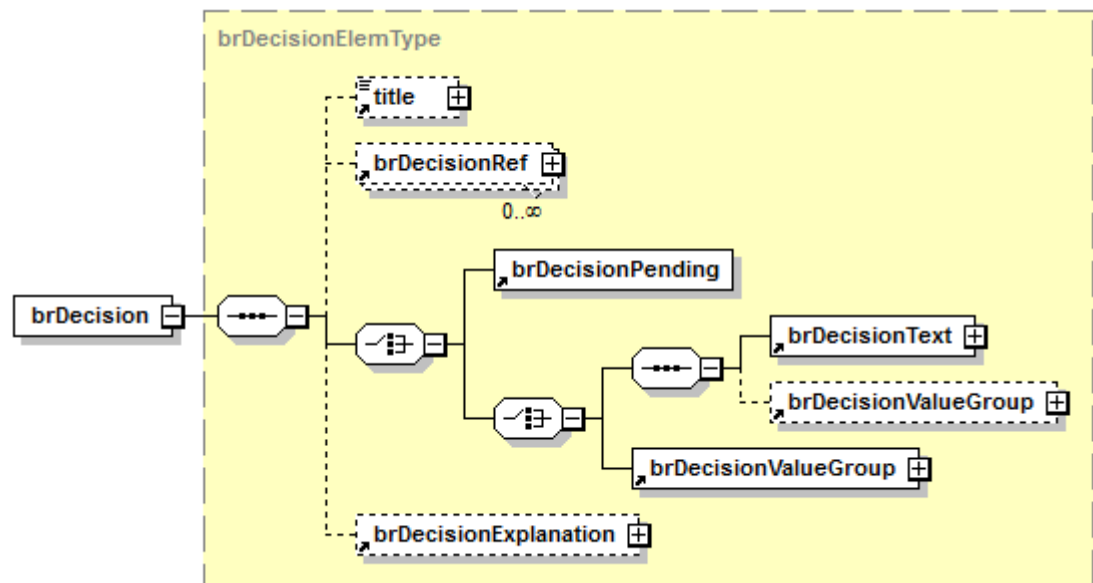 brDecisionElemType
title
brDecisionRef
0..∞
brDecisionPending
brDecision
brDecisionText
brDecisionValueGroup
brDecisionValueGroup
brDecisionExplanation